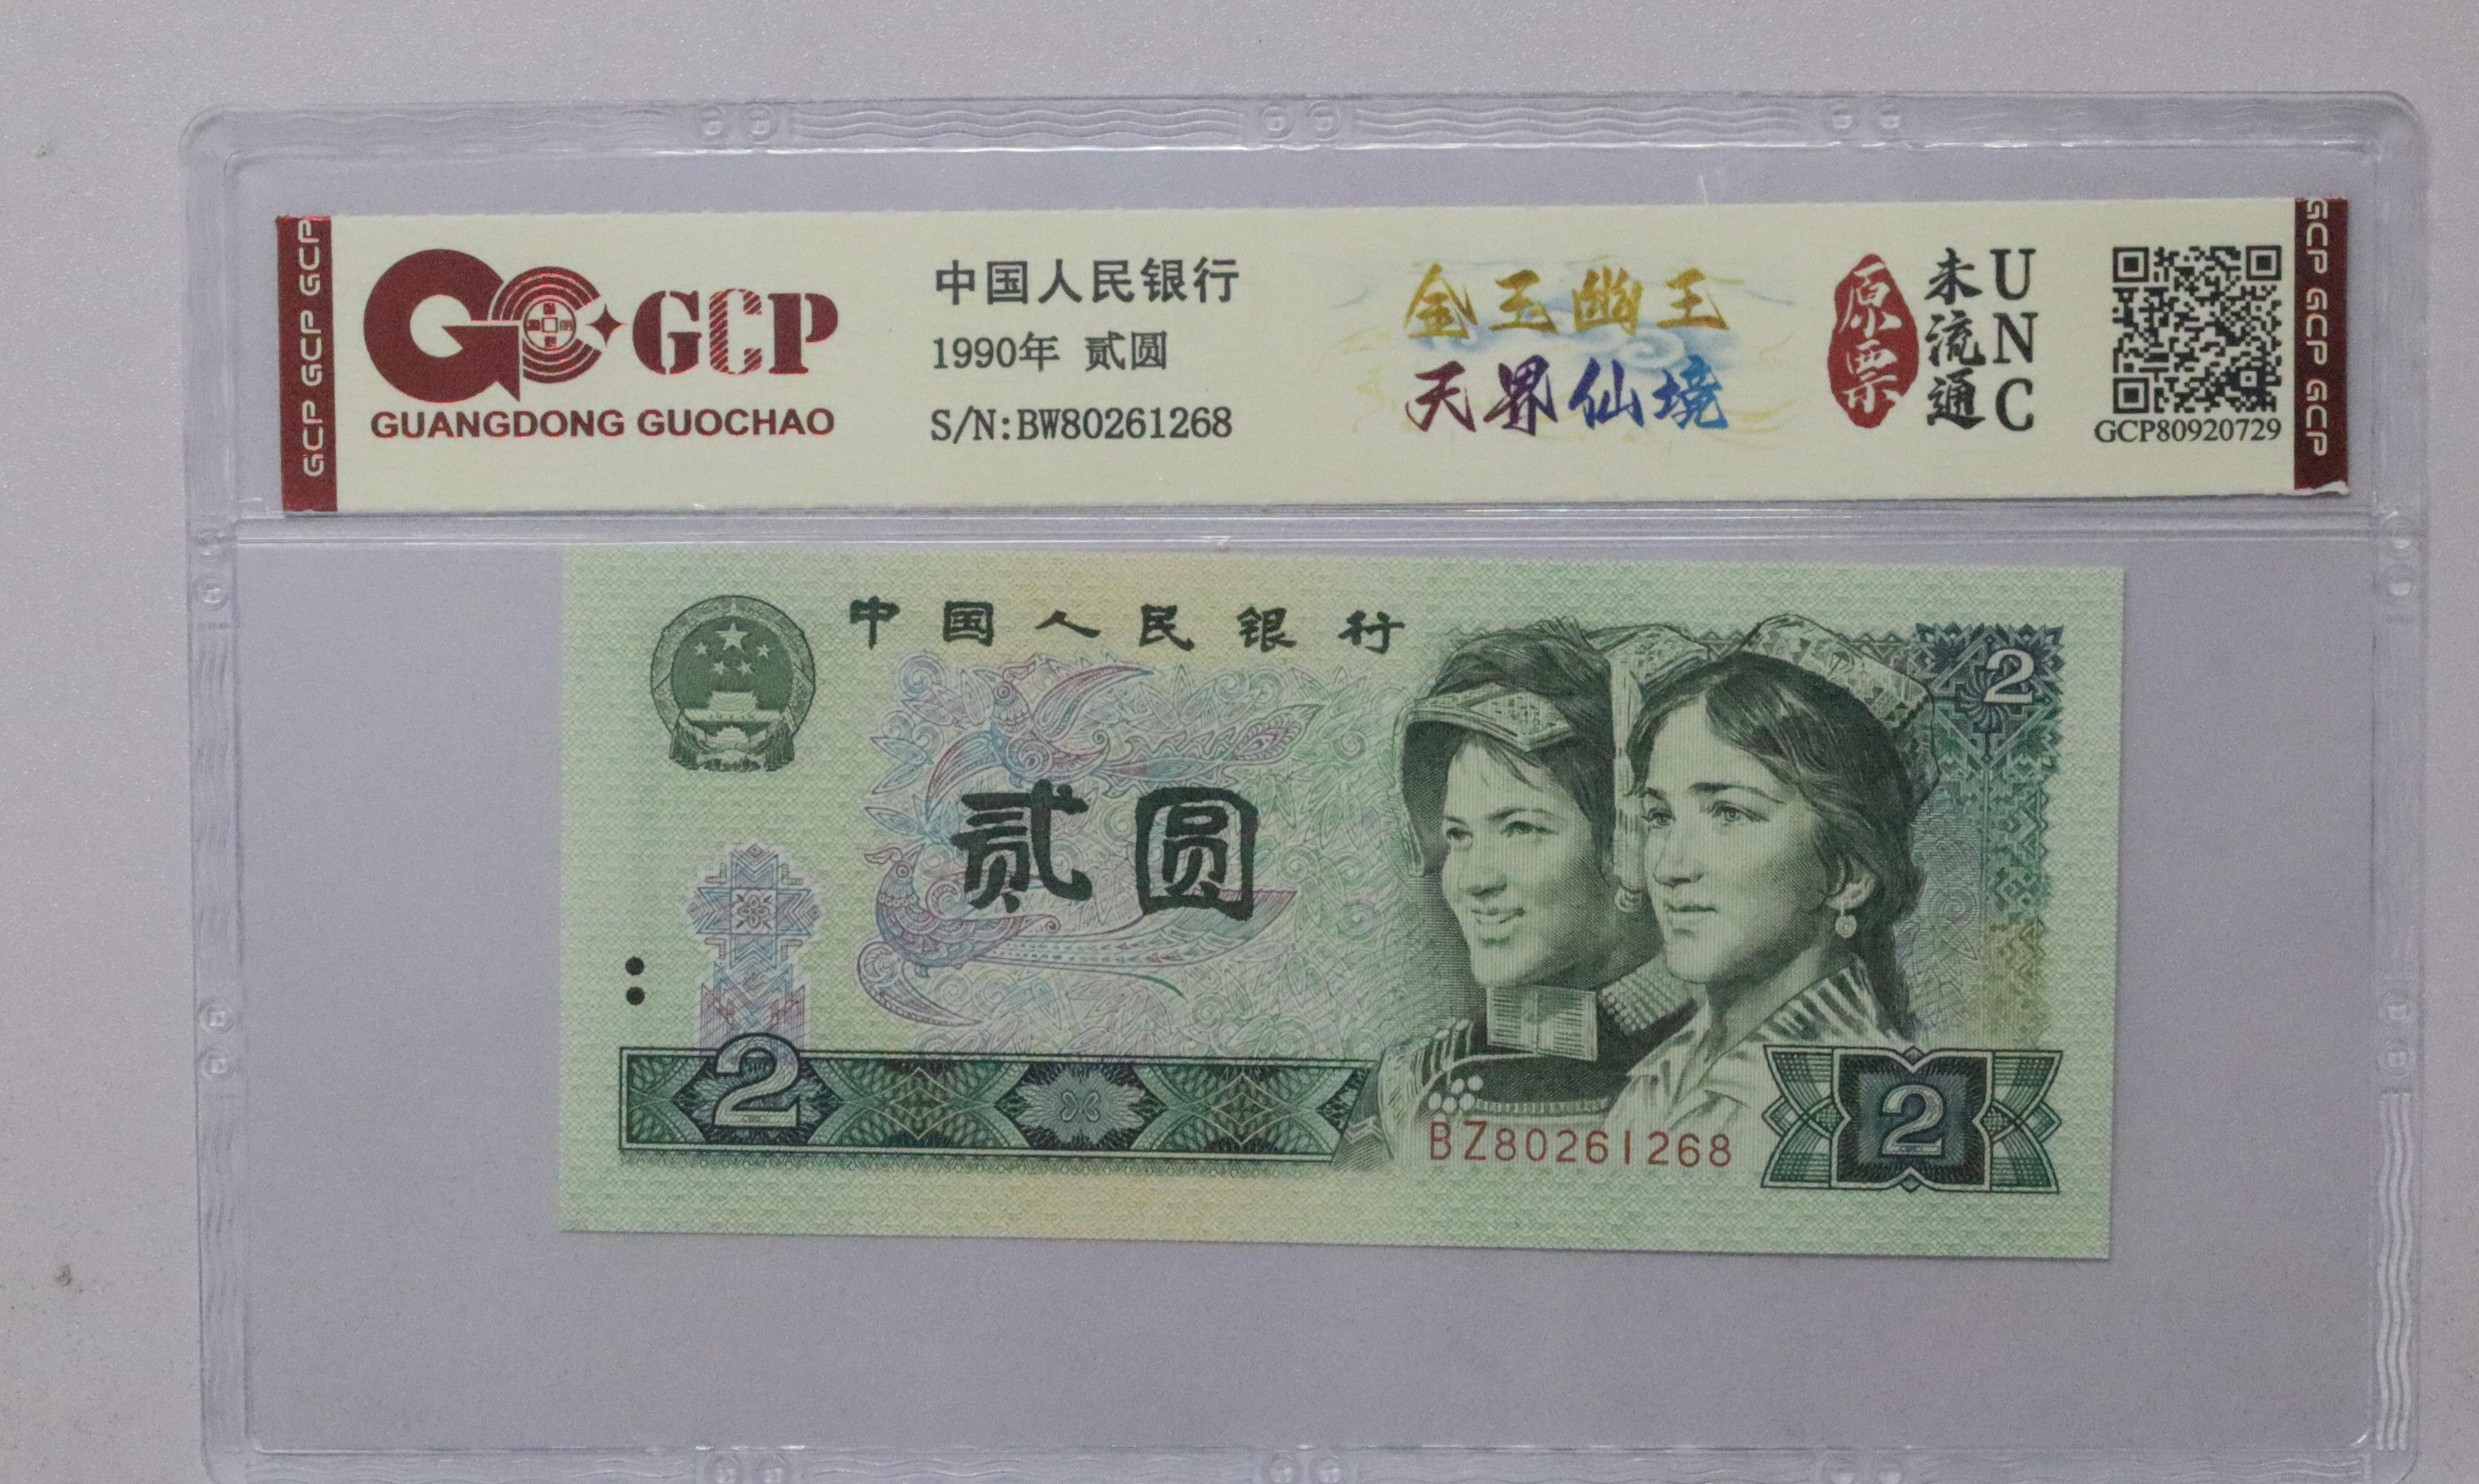 GCP GCP GCP
GCP
GUANGDONG GUOCHAO
中国人民银行
1990年 贰圆
S/N:BW80261268
金玉幽王
天界仙境
原票
未流通
UNC
GCP80920729
GCP GCP GCP
中国人民银行
2
贰圆
2
BZ80261268
2